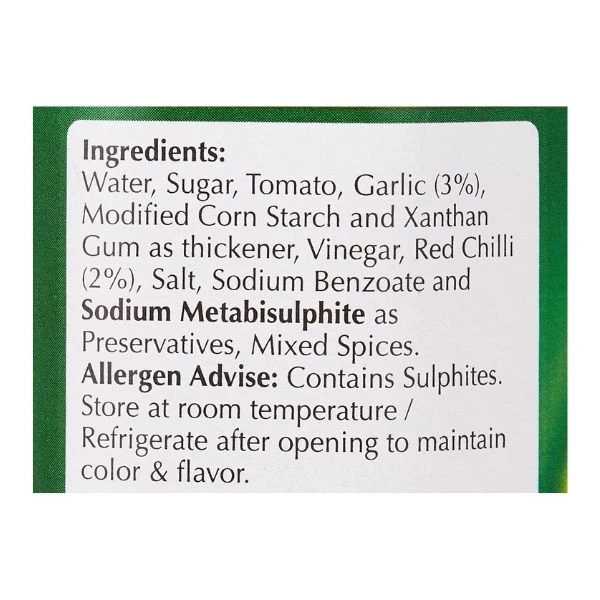 Ingredients:
Water, Sugar, Tomato, Garlic (3%),
Modified Corn Starch and Xanthan
Gum as thickener, Vinegar, Red Chilli
(2%), Salt, Sodium Benzoate and
Sodium Metabisulphite as
Preservatives, Mixed Spices.
Allergen Advise: Contains Sulphites.
Store at room temperature /
Refrigerate after opening to maintain
color & flavor.